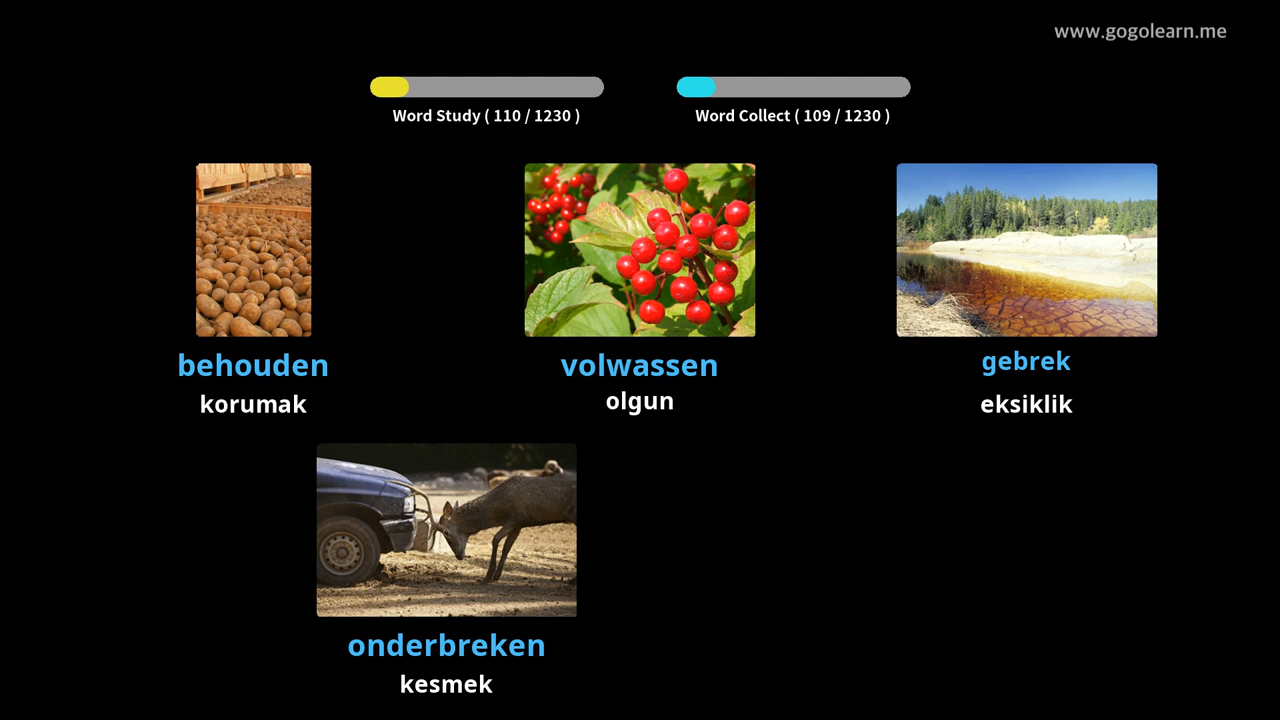 www.gogolearn.me
Word Study ( 110 / 1230 )
Word Collect ( 109 / 1230 )
behouden
korumak
volwassen
olgun
gebrek
eksiklik
onderbreken
kesmek